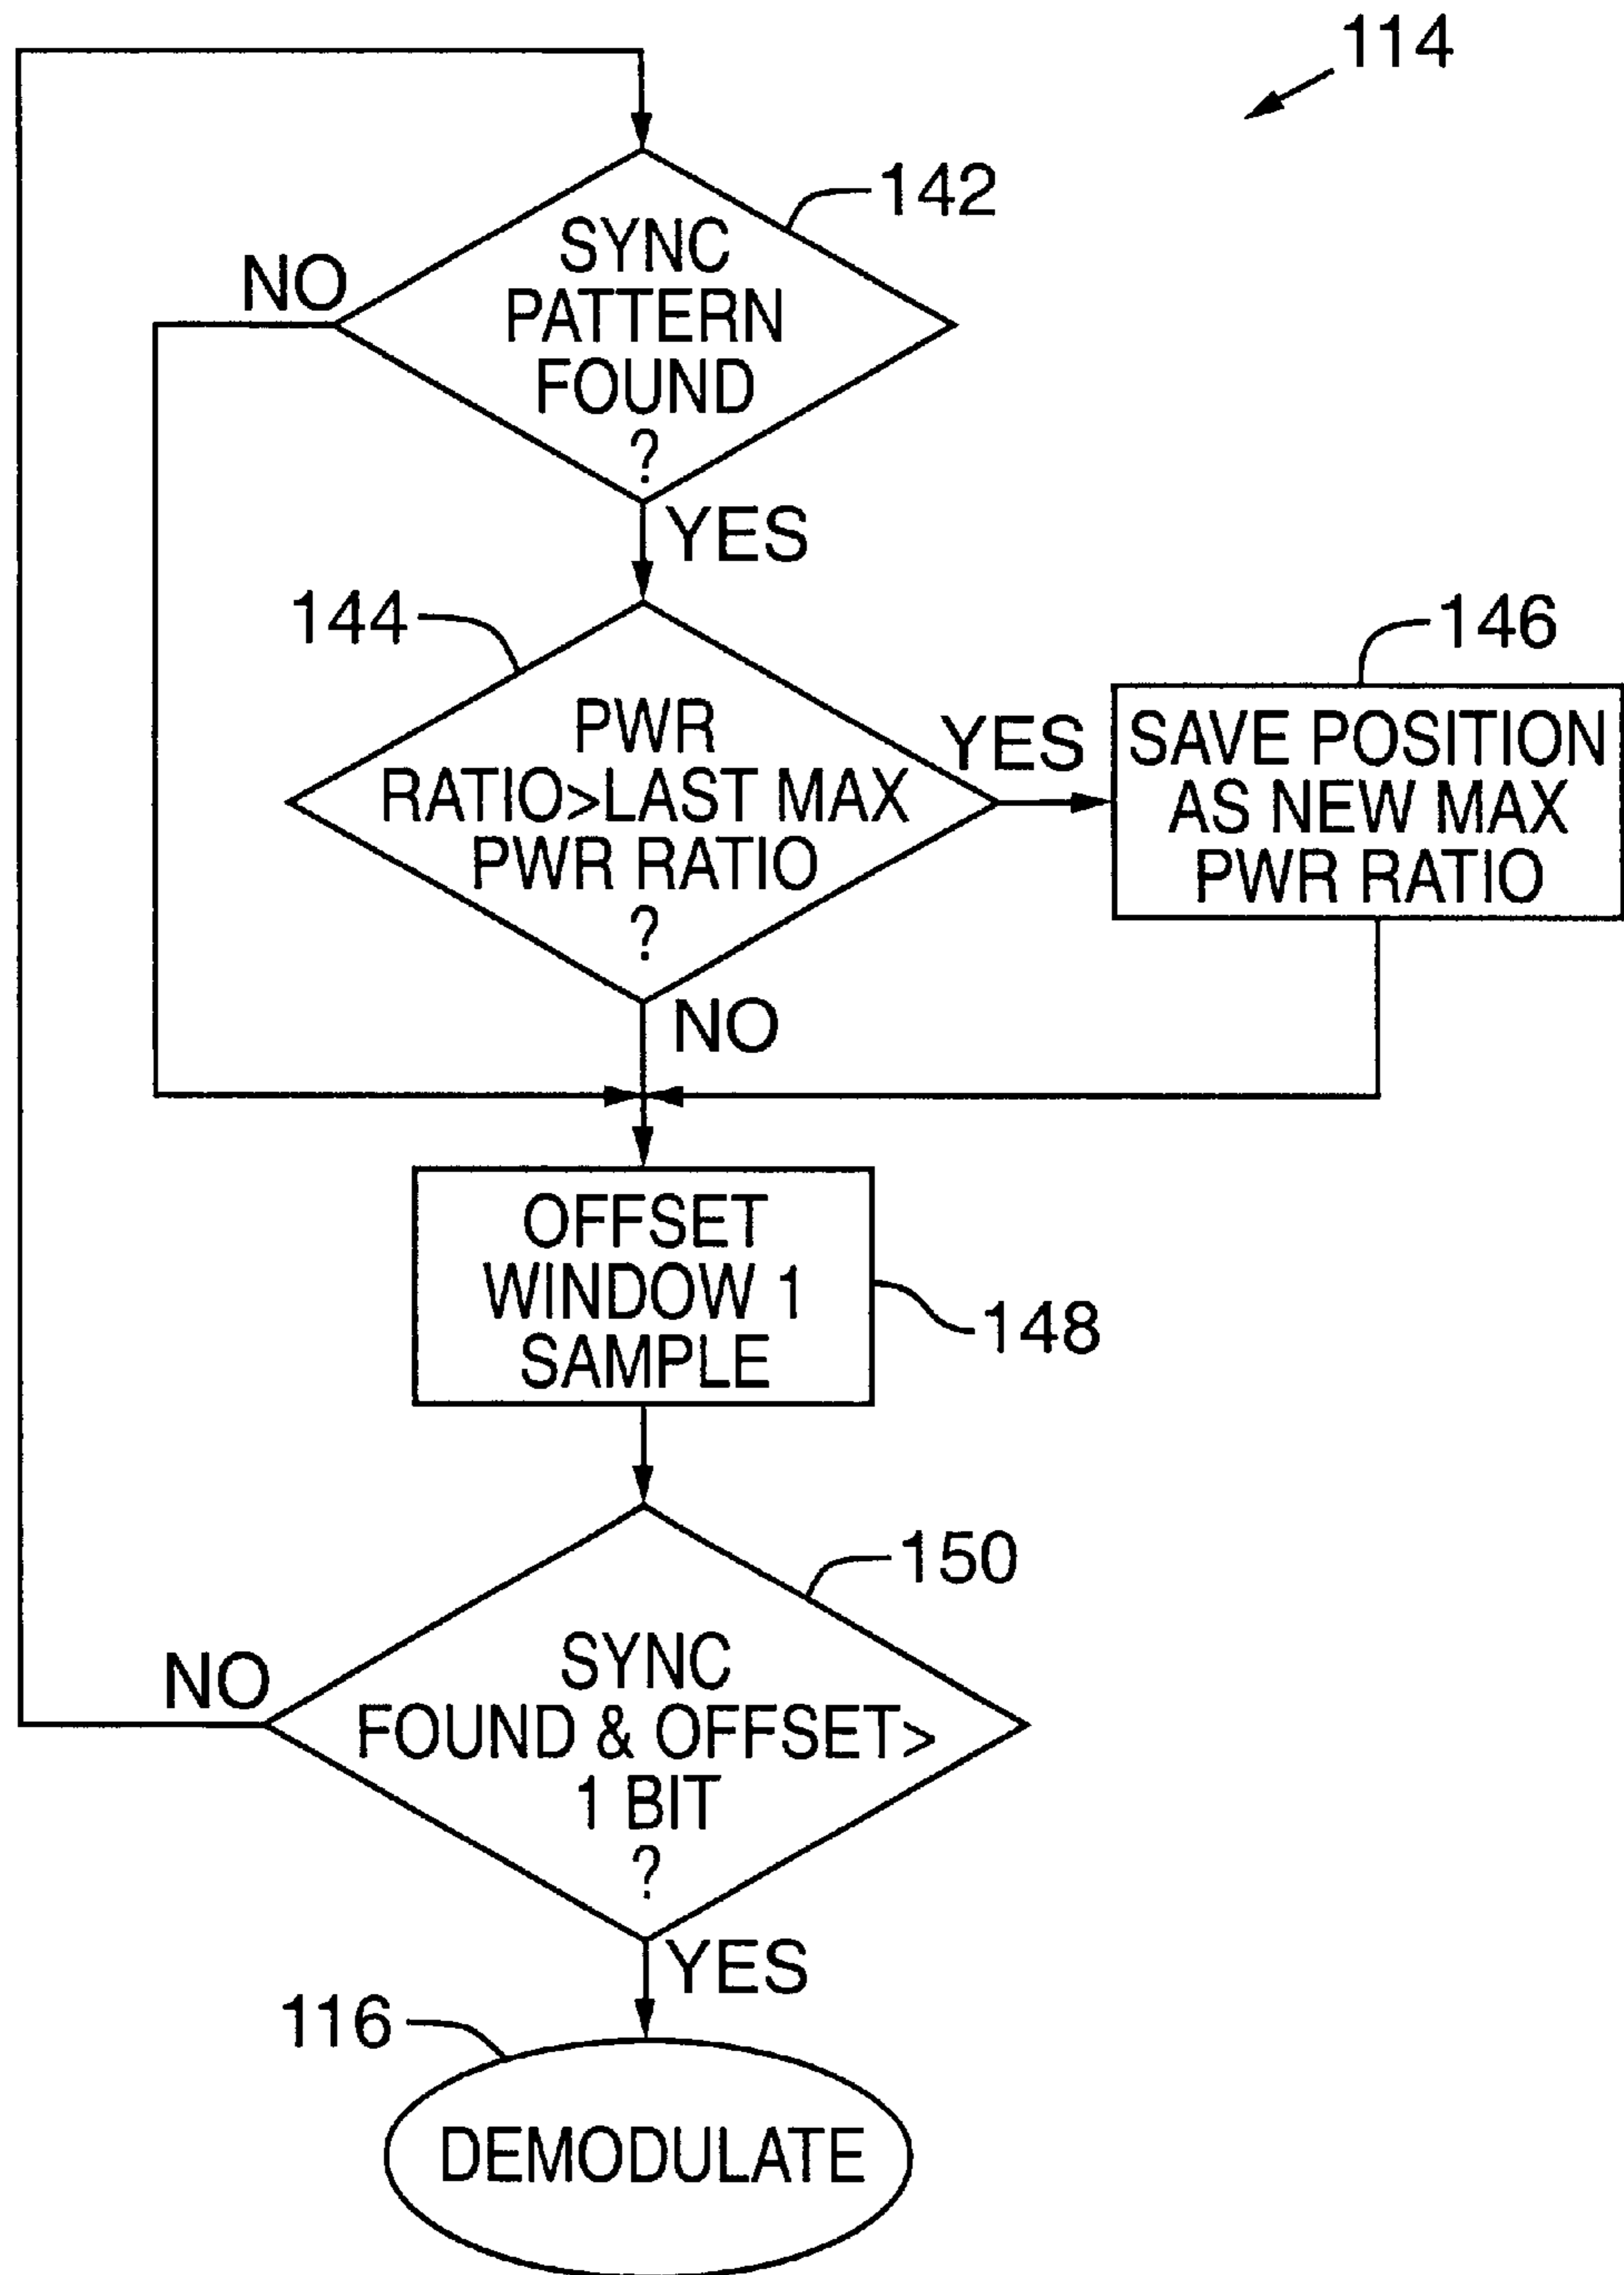 114
142
SYNC
PATTERN
FOUND
?
NO
YES
144
PWR
RATIO>LAST MAX
PWR RATIO
?
YES
146
SAVE POSITION
AS NEW MAX
PWR RATIO
NO
OFFSET
WINDOW 1
SAMPLE
148
150
SYNC
FOUND & OFFSET>
1 BIT
?
NO
YES
116
DEMODULATE